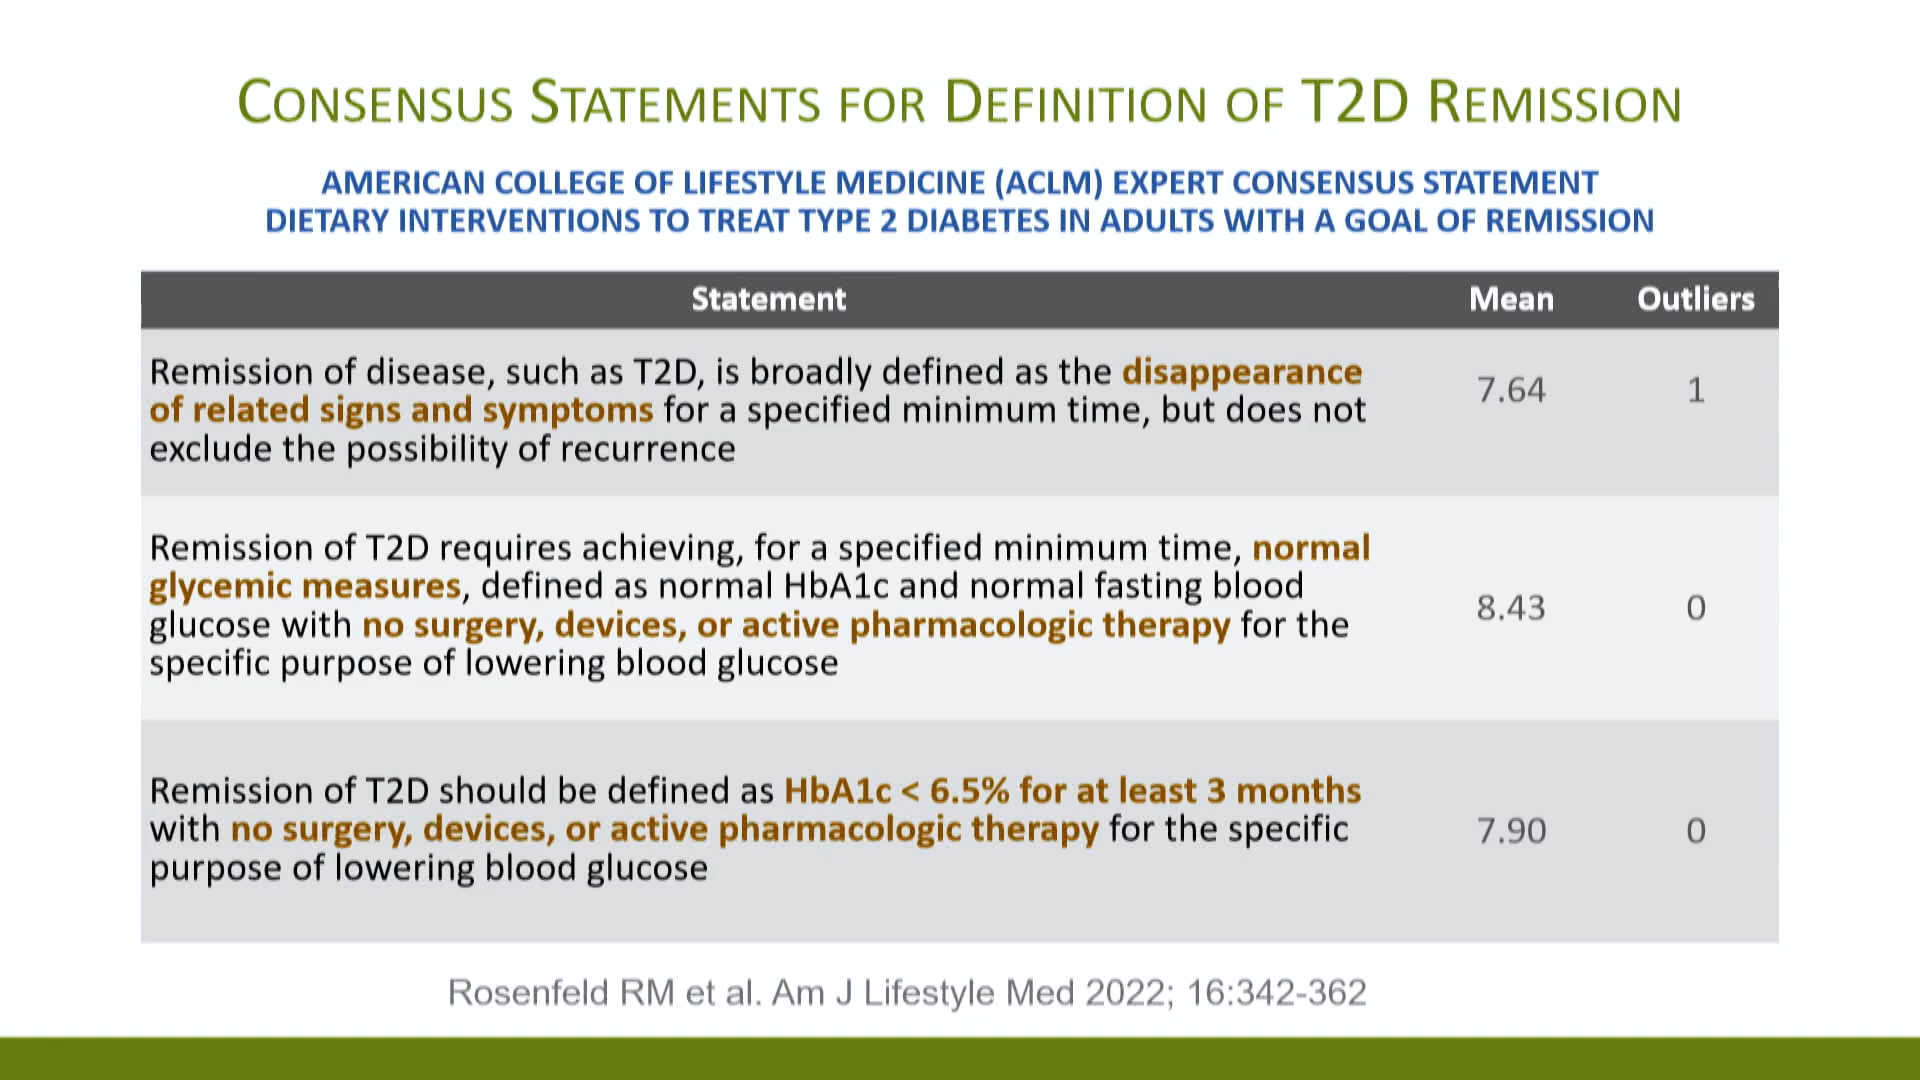 CONSENSUS STATEMENTS FOR DEFINITION OF T2D REMISSION
AMERICAN COLLEGE OF LIFESTYLE MEDICINE (ACLM) EXPERT CONSENSUS STATEMENT
DIETARY INTERVENTIONS TO TREAT TYPE 2 DIABETES IN ADULTS WITH A GOAL OF REMISSION
Statement Mean Outliers
Remission of disease, such as T2D, is broadly defined as the disappearance
of related signs and symptoms for a specified minimum time, but does not
exclude the possibility of recurrence
7.64 1
Remission of T2D requires achieving, for a specified minimum time, normal
glycemic measures, defined as normal HbA1c and normal fasting blood
glucose with no surgery, devices, or active pharmacologic therapy for the
specific purpose of lowering blood glucose
8.43 0
Remission of T2D should be defined as HbA1c < 6.5% for at least 3 months
with no surgery, devices, or active pharmacologic therapy for the specific
purpose of lowering blood glucose
7.90 0
Rosenfeld RM et al. Am J Lifestyle Med 2022; 16:342-362